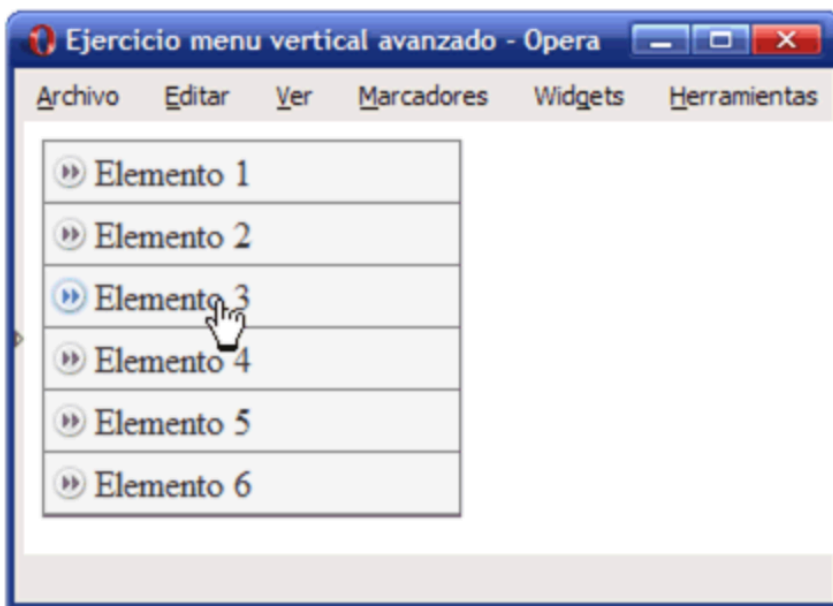 Ejercicio menu vertical avanzado - Opera
Archivo Editar Ver Marcadores Widgets Herramientas
Elemento 1
Elemento 2
Elemento 3
Elemento 4
Elemento 5
Elemento 6